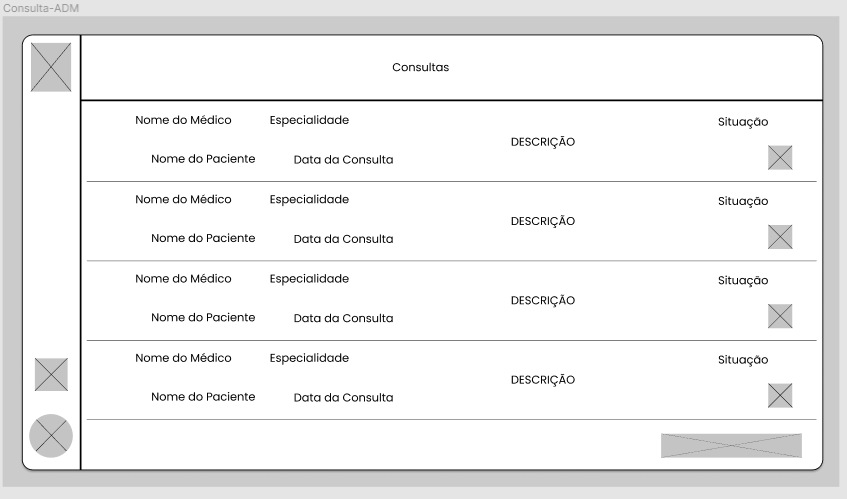 Consulta-ADM
Consultas
Nome do Médico Especialidade Situação
DESCRIÇÃO
Nome do Paciente Data da Consulta
Nome do Médico Especialidade Situação
DESCRIÇÃO
Nome do Paciente Data da Consulta
Nome do Médico Especialidade Situação
DESCRIÇÃO
Nome do Paciente Data da Consulta
Nome do Médico Especialidade Situação
DESCRIÇÃO
Nome do Paciente Data da Consulta